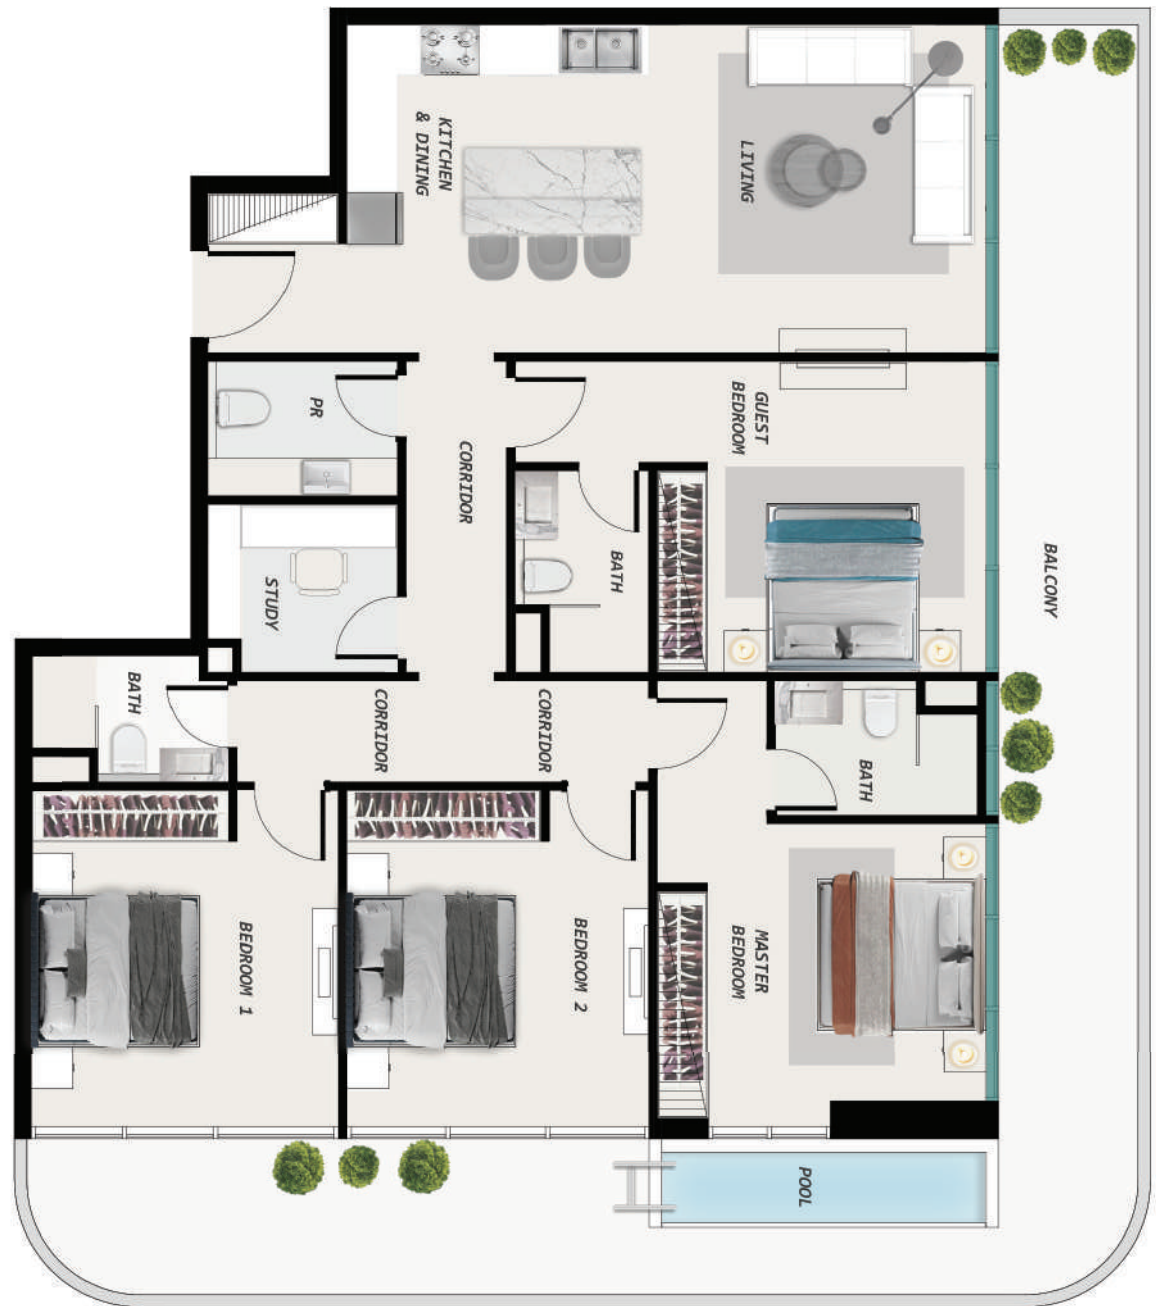 KITCHEN
& DINING
LIVING
PR
CORRIDOR
GUEST
BEDROOM
BATH
STUDY
BALCONY
BATH
CORRIDOR
CORRIDOR
BATH
BEDROOM 1
BEDROOM 2
MASTER
BEDROOM
POOL